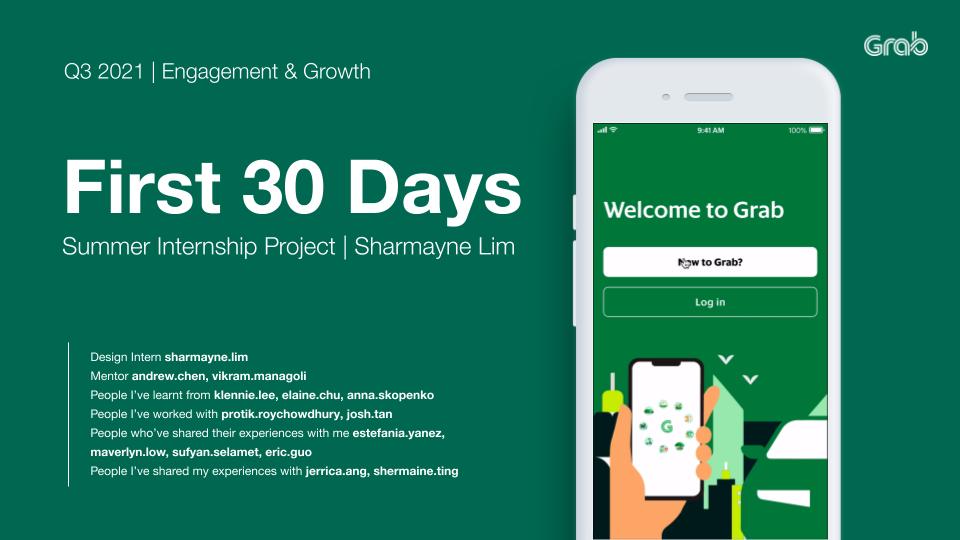 Grab
Q3 2021 | Engagement & Growth
First 30 Days
Summer Internship Project | Sharmayne Lim
Design Intern sharmayne.lim
Mentor andrew.chen, vikram.managoli
People I've learnt from klennie.lee, elaine.chu, anna.skopenko
People I've worked with protik.roychowdhury, josh.tan
People who've shared their experiences with me estefania.yanez,
maverlyn.low, sufyan.selamet, eric.guo
People I've shared my experiences with jerrica.ang, shermaine.ting
9:41 AM 100%
Welcome to Grab
New to Grab?
Log in
G